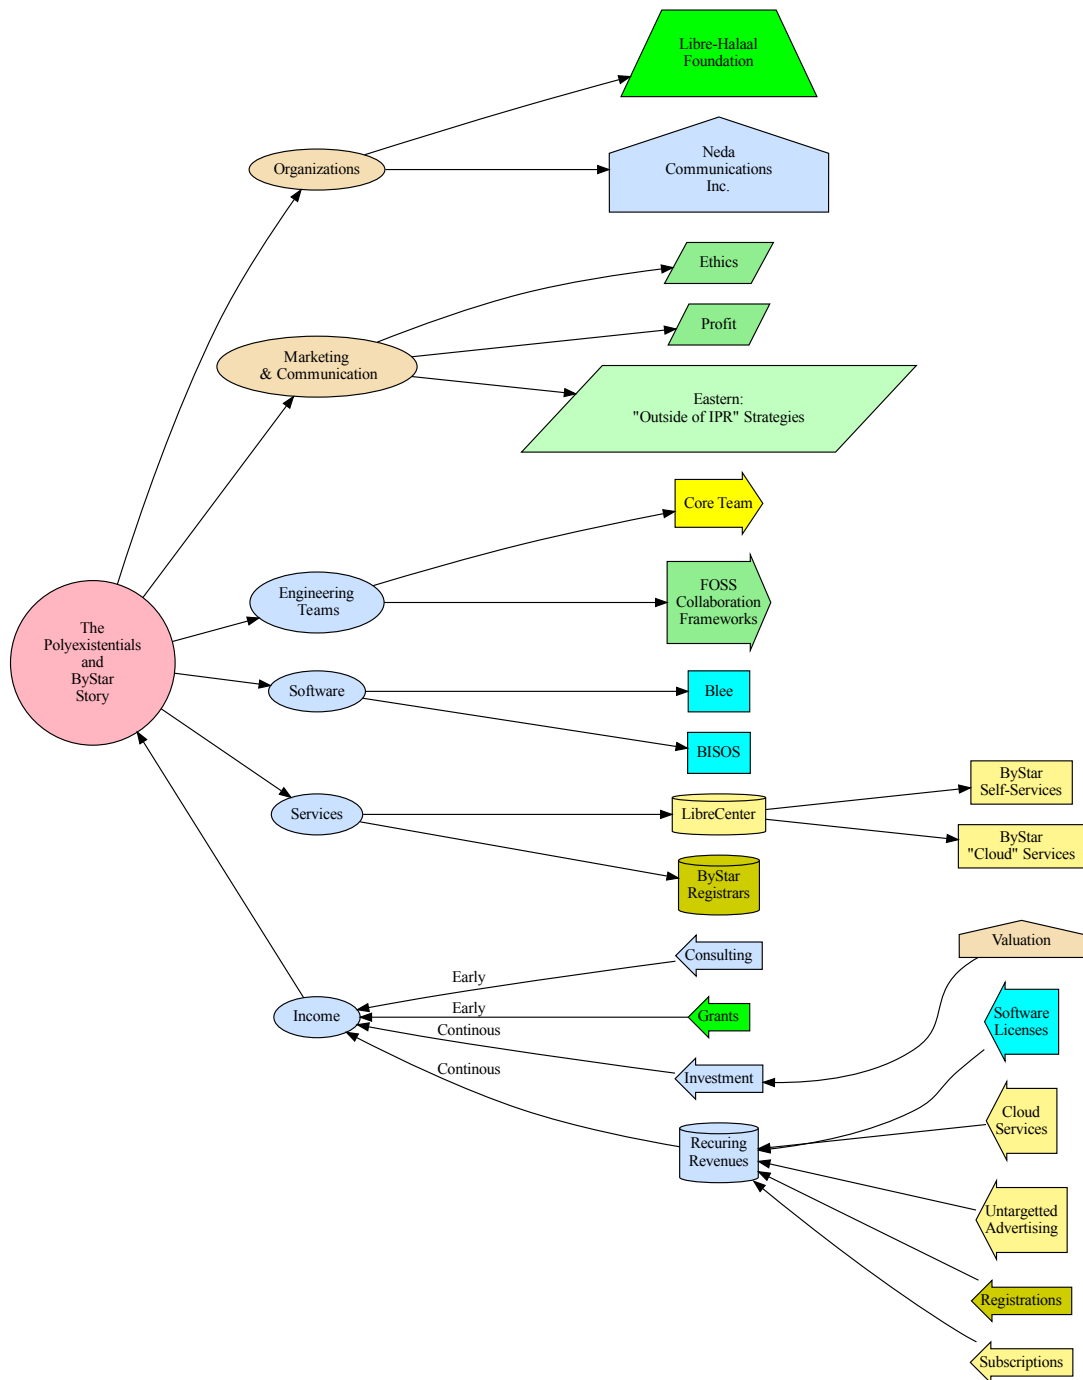 Libre-Halaal
Foundation
Organizations
Neda
Communications
Inc.
Ethics
Profit
Marketing
& Communication
Eastern:
"Outside of IPR" Strategies
Core Team
Engineering
Teams
FOSS
Collaboration
Frameworks
The
Polyexistentials
and
ByStar
Story
Software
Blee
BISOS
Services
LibreCenter
ByStar
Self-Services
ByStar
"Cloud" Services
ByStar
Registrars
Consulting
Early
Income
Early
Grants
Continous
Investment
Valuation
Continous
Recuring
Revenues
Software
Licenses
Cloud
Services
Untargetted
Advertising
Registrations
Subscriptions